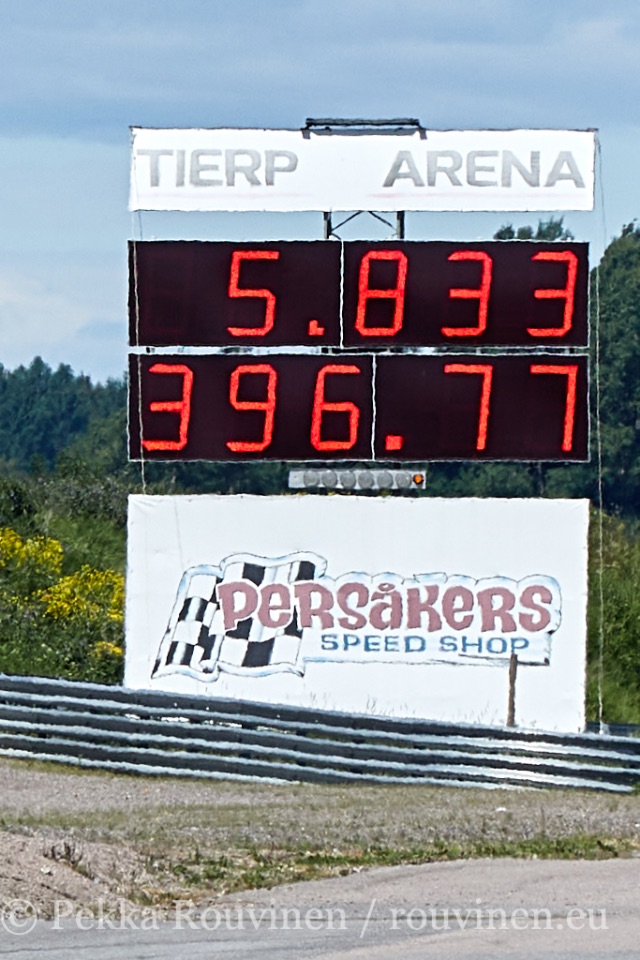 TIERP ARENA
5.833
396.77
PERSÅKERS
SPEED SHOP
© Pekka Rouvinen / rouvinen.eu